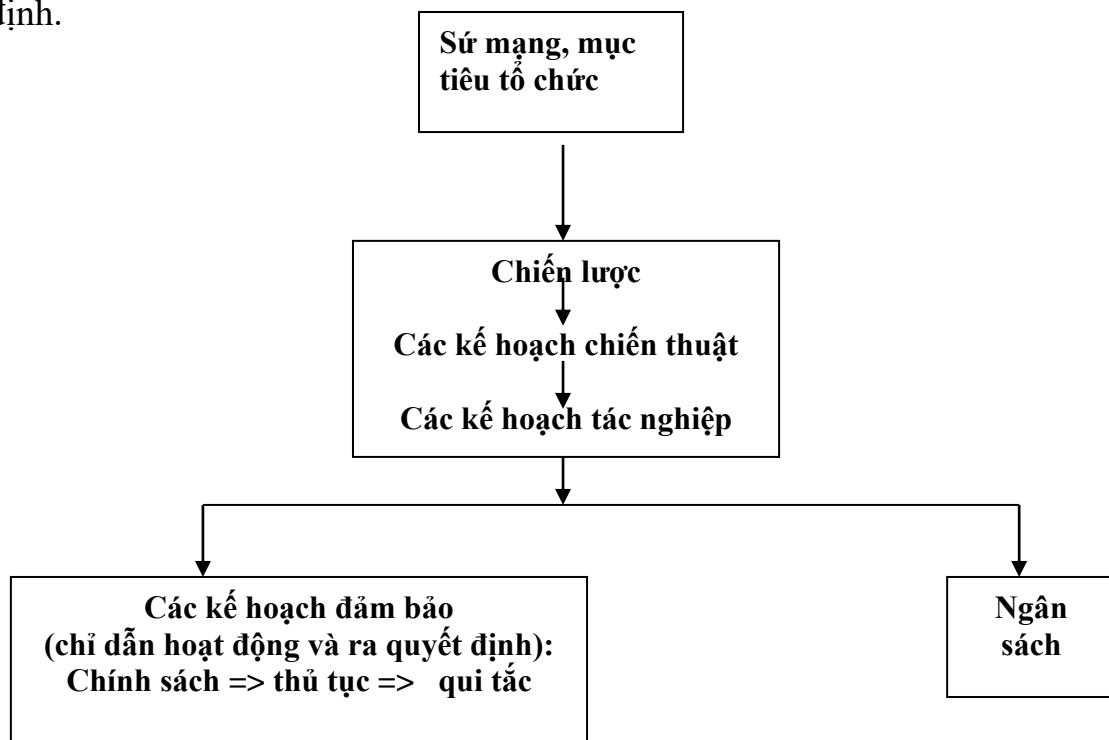 định.
Sứ mạng, mục
tiêu tổ chức
Chiến lược
Các kế hoạch chiến thuật
Các kế hoạch tác nghiệp
Các kế hoạch đảm bảo
(chỉ dẫn hoạt động và ra quyết định):
Chính sách => thủ tục => qui tắc
Ngân
sách